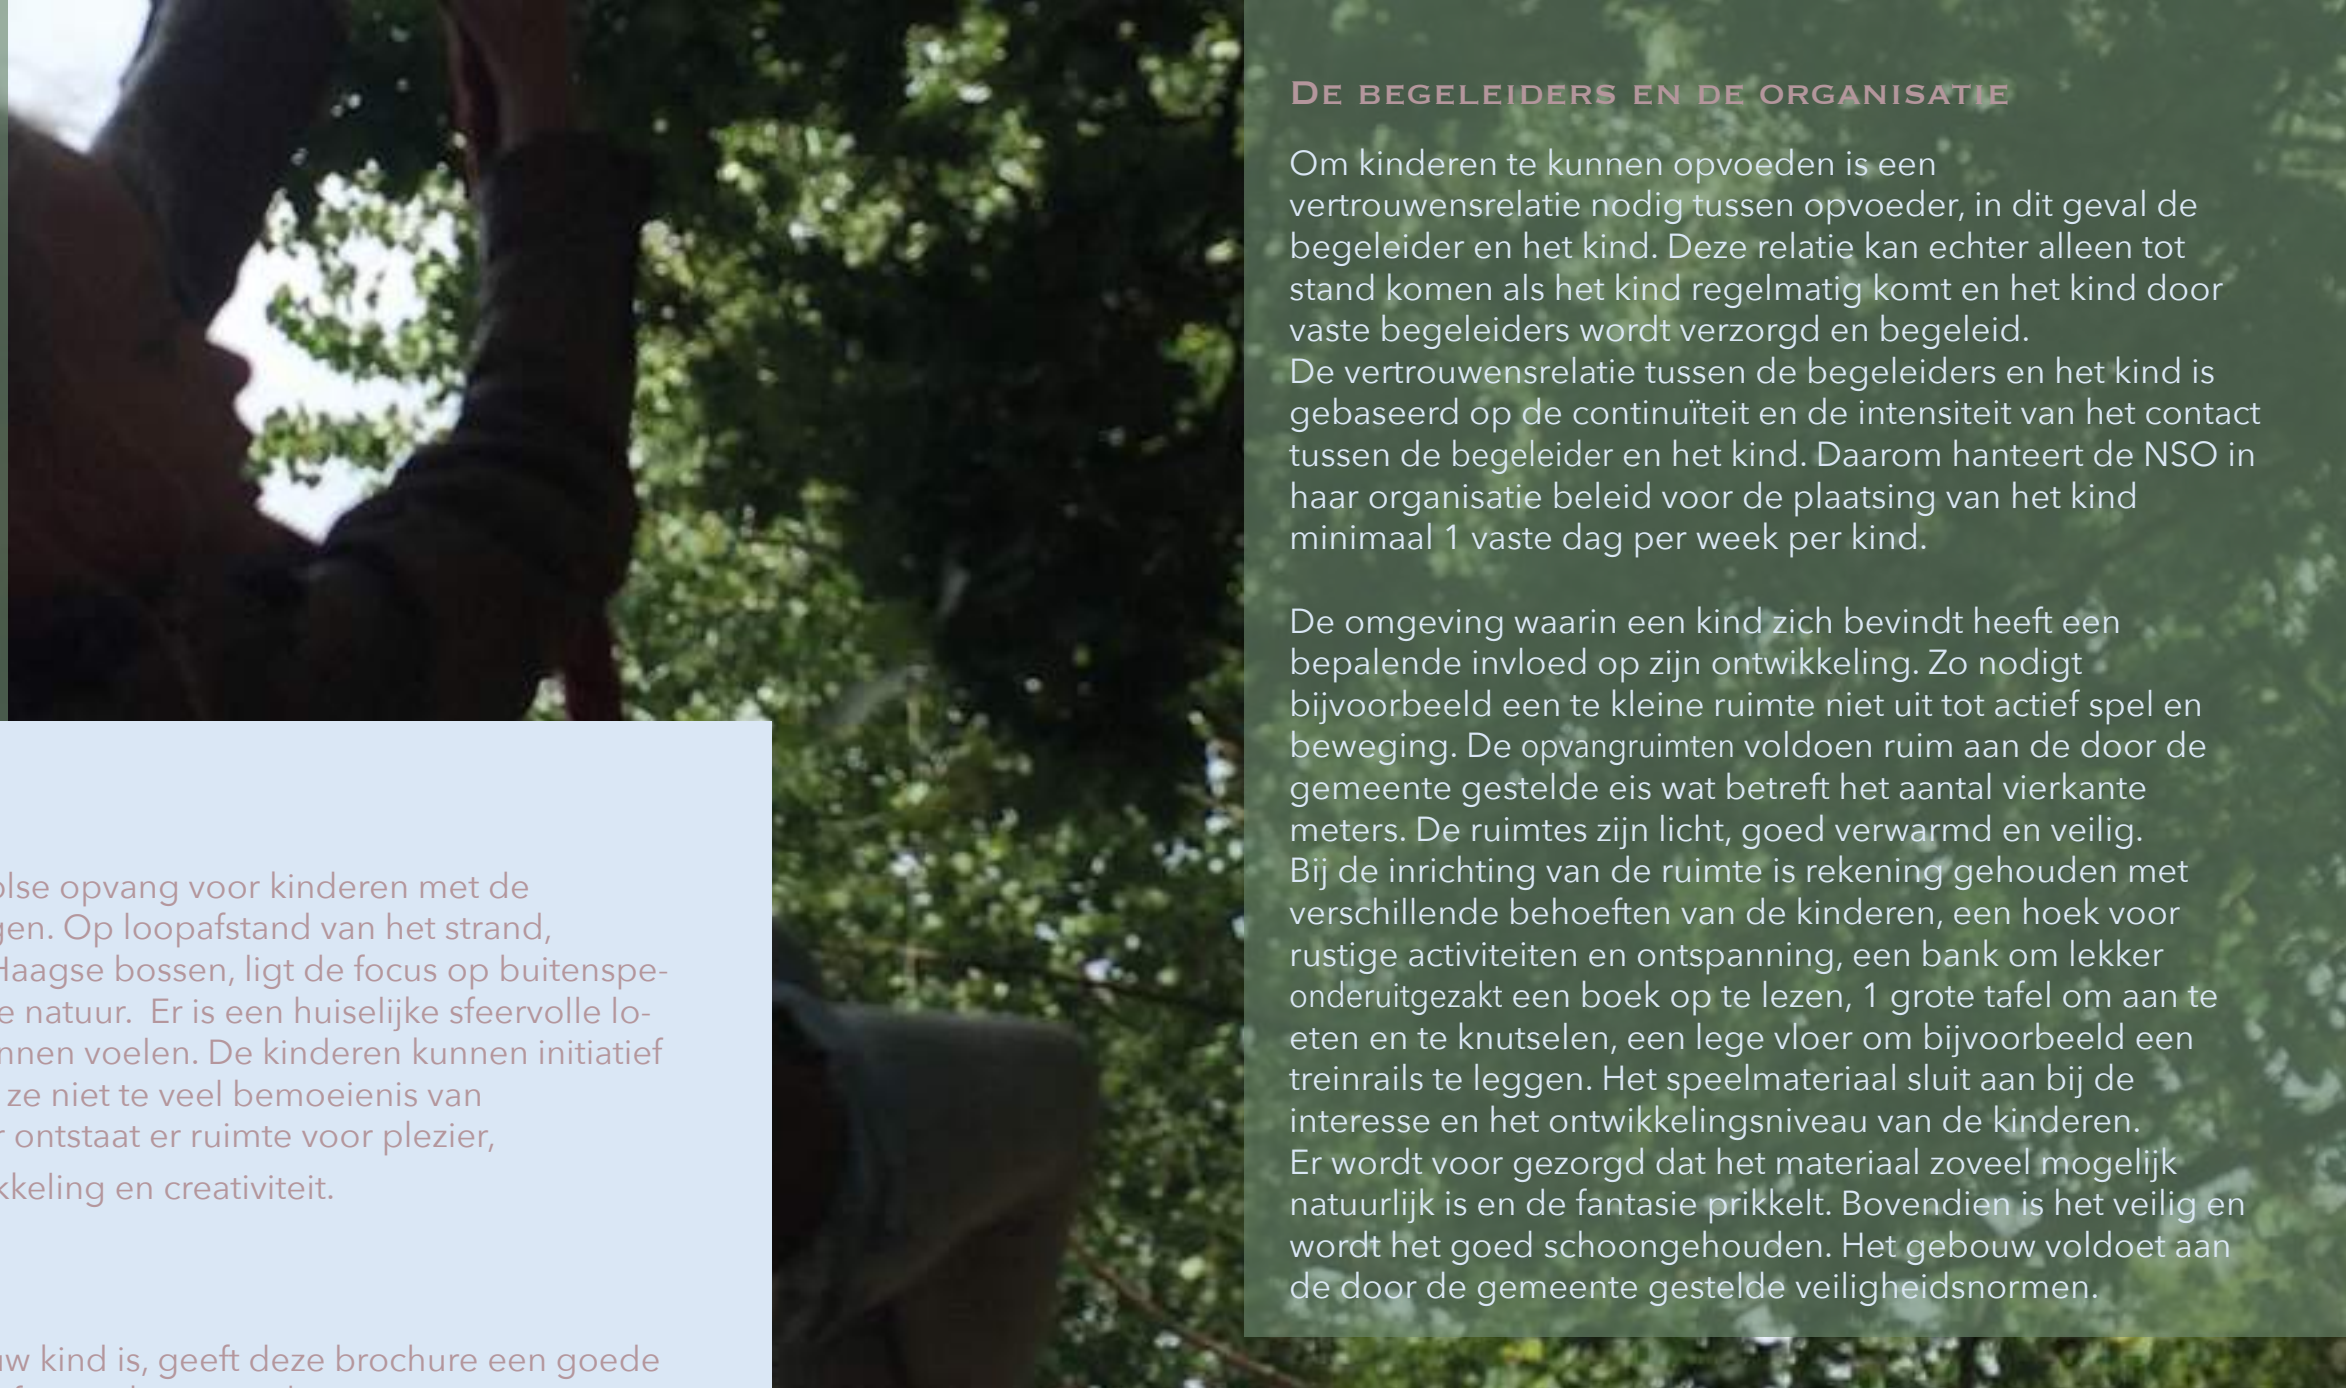 DE BEGELEIDERS EN DE ORGANISATIE
Om kinderen te kunnen opvoeden is een
vertrouwensrelatie nodig tussen opvoeder, in dit geval de
begeleider en het kind. Deze relatie kan echter alleen tot
stand komen als het kind regelmatig komt en het kind door
vaste begeleiders wordt verzorgd en begeleid.
De vertrouwensrelatie tussen de begeleiders en het kind is
gebaseerd op de continuïteit en de intensiteit van het contact
tussen de begeleider en het kind. Daarom hanteert de NSO in
haar organisatie beleid voor de plaatsing van het kind
minimaal 1 vaste dag per week per kind.
De omgeving waarin een kind zich bevindt heeft een
bepalende invloed op zijn ontwikkeling. Zo nodigt
bijvoorbeeld een te kleine ruimte niet uit tot actief spel en
beweging. De opvangruimten voldoen ruim aan de door de
gemeente gestelde eis wat betreft het aantal vierkante
meters. De ruimtes zijn licht, goed verwarmd en veilig.
Bij de inrichting van de ruimte is rekening gehouden met
verschillende behoeften van de kinderen, een hoek voor
rustige activiteiten en ontspanning, een bank om lekker
onderuitgezakt een boek op te lezen, 1 grote tafel om aan te
eten en te knutselen, een lege vloer om bijvoorbeeld een
treinrails te leggen. Het speelmateriaal sluit aan bij de
interesse en het ontwikkelingsniveau van de kinderen.
Er wordt voor gezorgd dat het materiaal zoveel mogelijk
natuurlijk is en de fantasie prikkelt. Bovendien is het veilig en
wordt het goed schoongehouden. Het gebouw voldoet aan
de door de gemeente gestelde veiligheidsnormen.
opvang voor kinderen met de
Op loopafstand van het strand,
Haagse bossen, ligt de focus op buitenspe-
natuur. Er is een huiselijke sfeervolle lo-
voelen. De kinderen kunnen initiatief
ze niet te veel bemoeienis van
ontstaat er ruimte voor plezier,
en creativiteit.
kind is, geeft deze brochure een goede